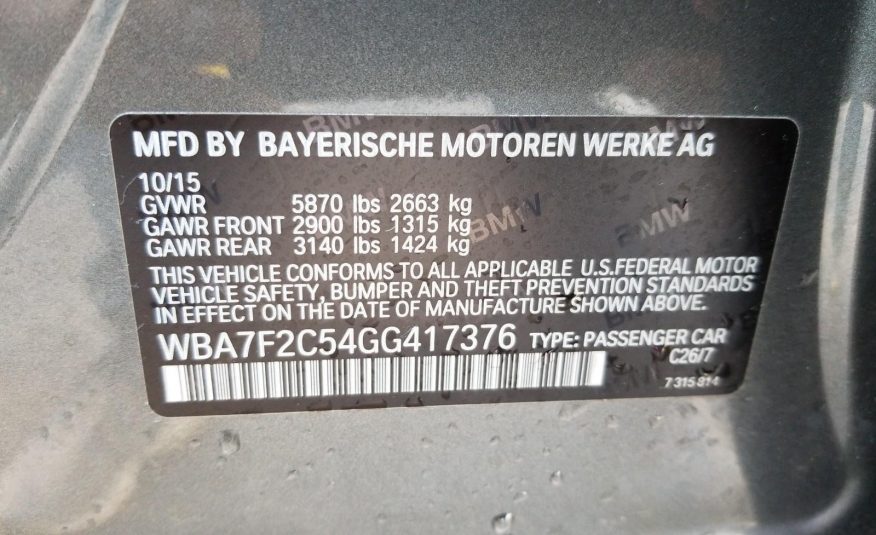 MFD BY BAYERISCHE MOTOREN WERKE AG
10/15
GVWR 5870 lbs 2663 kg
GAWR FRONT 2900 lbs 1315 kg
GAWR REAR 3140 lbs 1424 kg
THIS VEHICLE CONFORMS TO ALL APPLICABLE U.S.FEDERAL MOTOR
VEHICLE SAFETY, BUMPER AND THEFT PREVENTION STANDARDS
IN EFFECT ON THE DATE OF MANUFACTURE SHOWN ABOVE.
WBA7F2C54GG417376 TYPE: PASSENGER CAR
C26/7
7 315 814
BMW
BMW
BMW